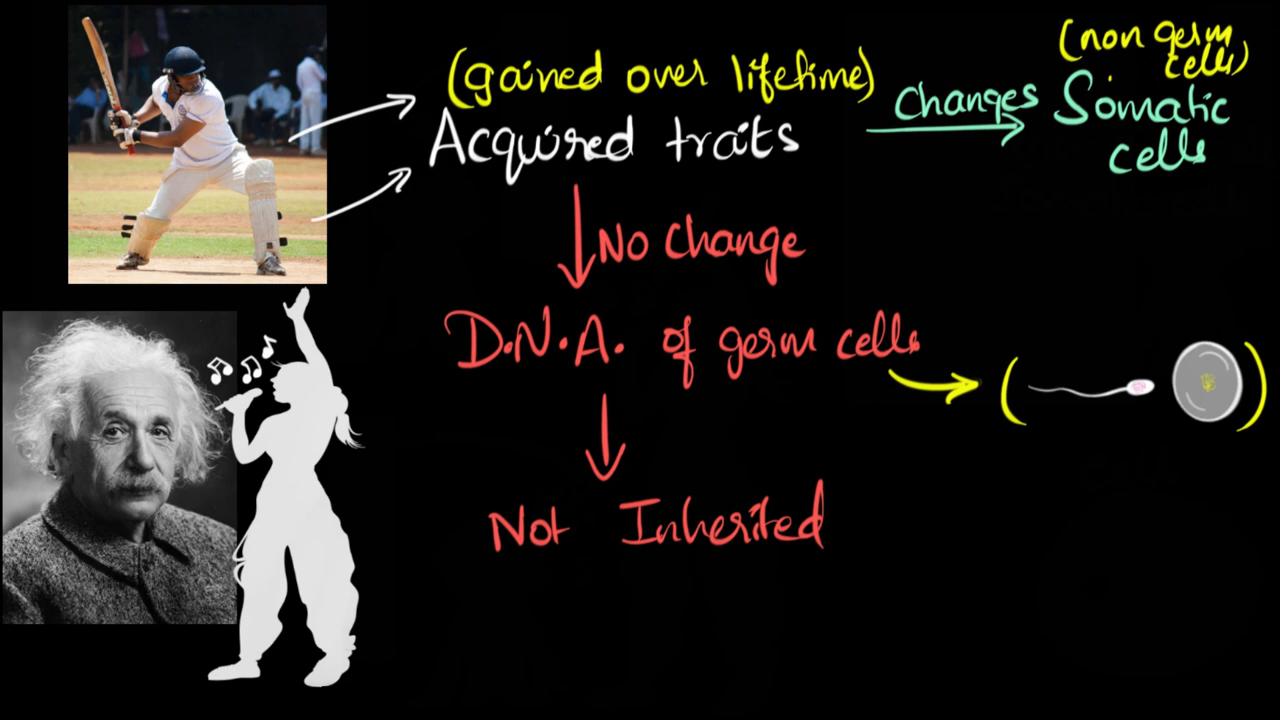 (gained over lifetime)
Acquired traits
Changes
(non germ
cells)
Somatic
cells
No change
D.N.A. of germ cells
Not Inherited